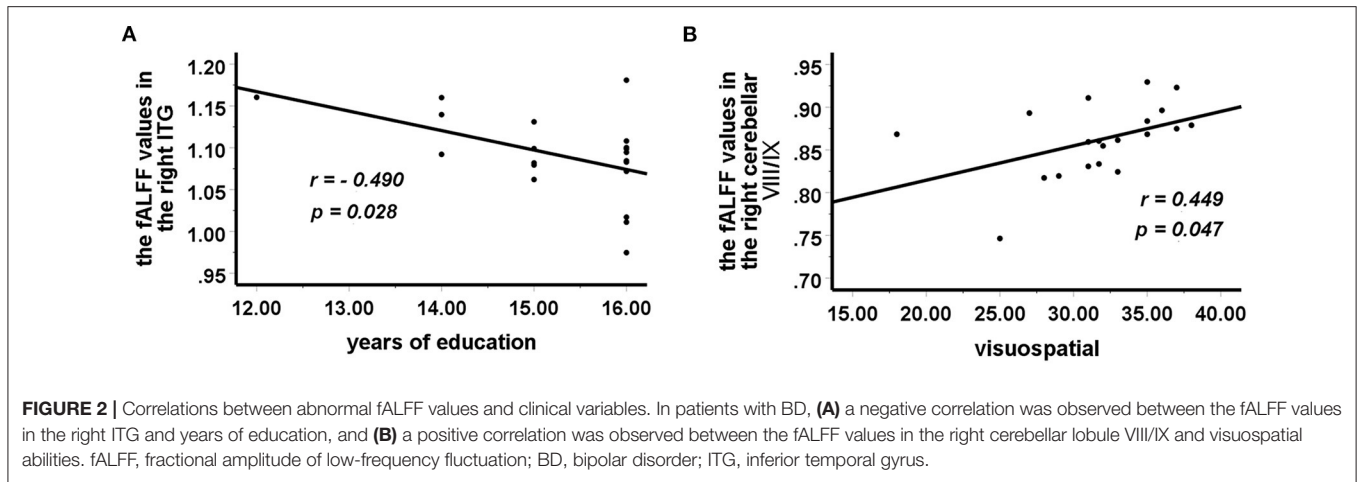 A
the fALFF values in
the right ITG
1.20
1.15
1.10
1.05
1.00
.95
r = - 0.490
p = 0.028
12.00 13.00 14.00 15.00 16.00
years of education
B
the fALFF values in
the right cerebellar
VIII/IX
.95
.90
.85
.80
.75
.70
r = 0.449
p = 0.047
15.00 20.00 25.00 30.00 35.00 40.00
visuospatial
FIGURE 2 | Correlations between abnormal fALFF values and clinical variables. In patients with BD, (A) a negative correlation was observed between the fALFF values
in the right ITG and years of education, and (B) a positive correlation was observed between the fALFF values in the right cerebellar lobule VIII/IX and visuospatial
abilities. fALFF, fractional amplitude of low-frequency fluctuation; BD, bipolar disorder; ITG, inferior temporal gyrus.